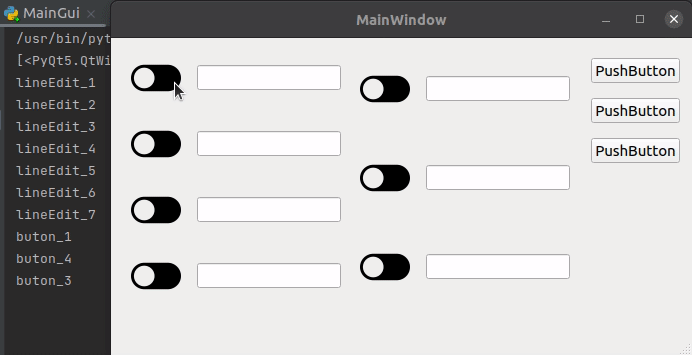 MainGui
MainWindow
/usr/bin/pyt
[<PyQt5.QtWi
lineEdit_1
lineEdit_2
lineEdit_3
lineEdit_4
lineEdit_5
lineEdit_6
lineEdit_7
buton_1
buton_4
buton_3
PushButton
PushButton
PushButton